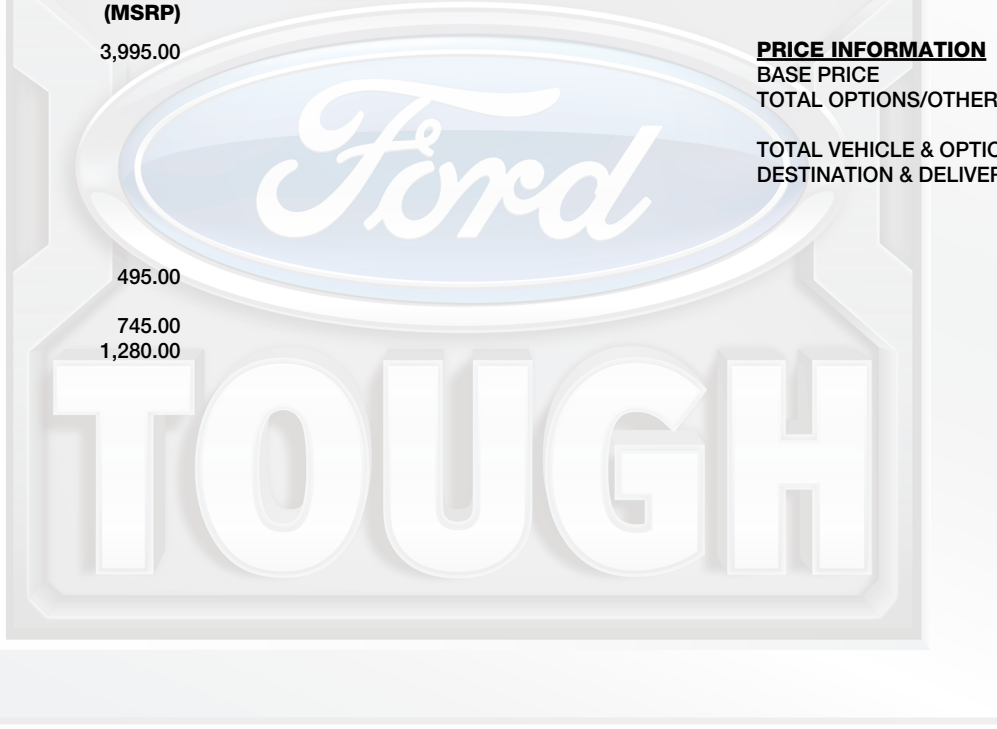 (MSRP)
3,995.00
495.00
745.00
1,280.00
PRICE INFORMATION
BASE PRICE
TOTAL OPTIONS/OTHER
TOTAL VEHICLE & OPTIO
DESTINATION & DELIVER
Ford
TOUGH